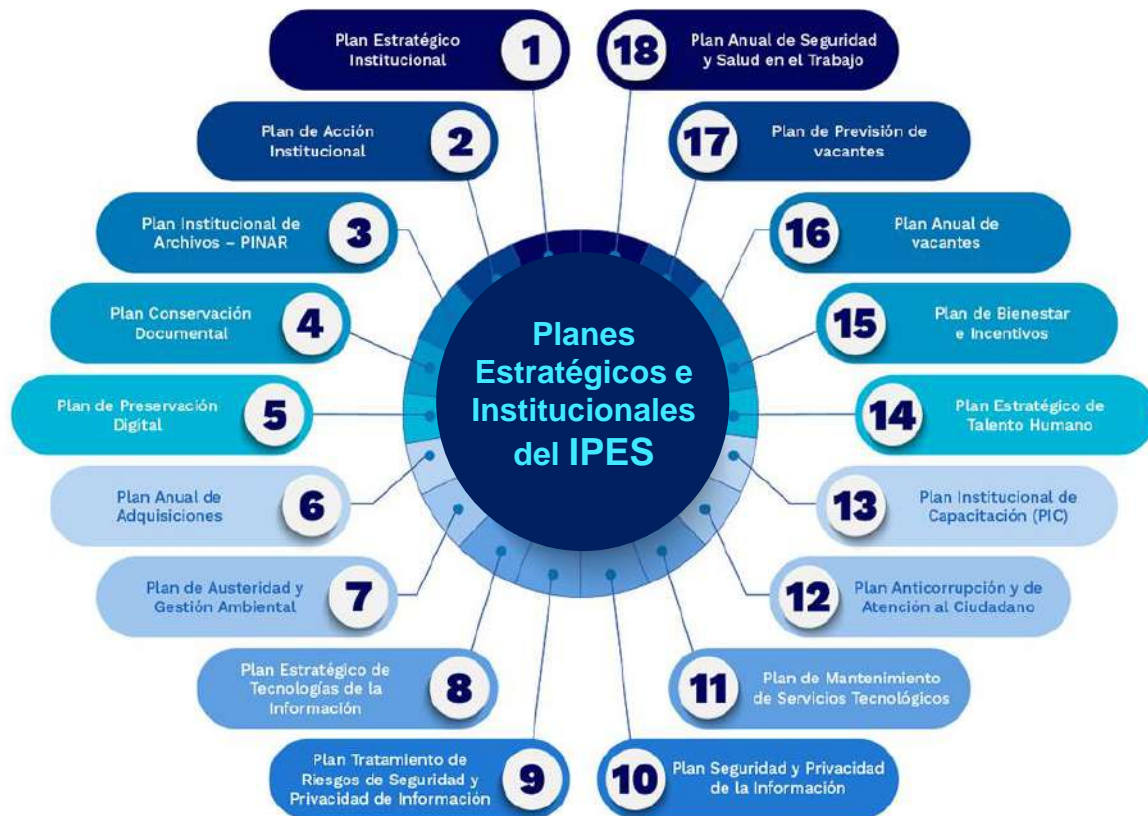 Plan Estratégico
Institucional
1
Plan de Acción
Institucional
2
Plan Institucional de
Archivos – PINAR
3
Plan Conservación
Documental
4
Plan de Preservación
Digital
5
Plan Anual de
Adquisiciones
6
Plan de Austeridad y
Gestión Ambiental
7
Plan Estratégico de
Tecnologías de la
Información
8
Plan Tratamiento de
Riesgos de Seguridad y
Privacidad de Información
9
Planes
Estratégicos e
Institucionales
del IPES
10
Plan Seguridad y Privacidad
de la Información
11
Plan de Mantenimiento
de Servicios Tecnológicos
12
Plan Anticorrupción y de
Atención al Ciudadano
13
Plan Institucional de
Capacitación (PIC)
14
Plan Estratégico de
Talento Humano
15
Plan de Bienestar
e Incentivos
16
Plan Anual de
vacantes
17
Plan de Previsión de
vacantes
18
Plan Anual de Seguridad
y Salud en el Trabajo